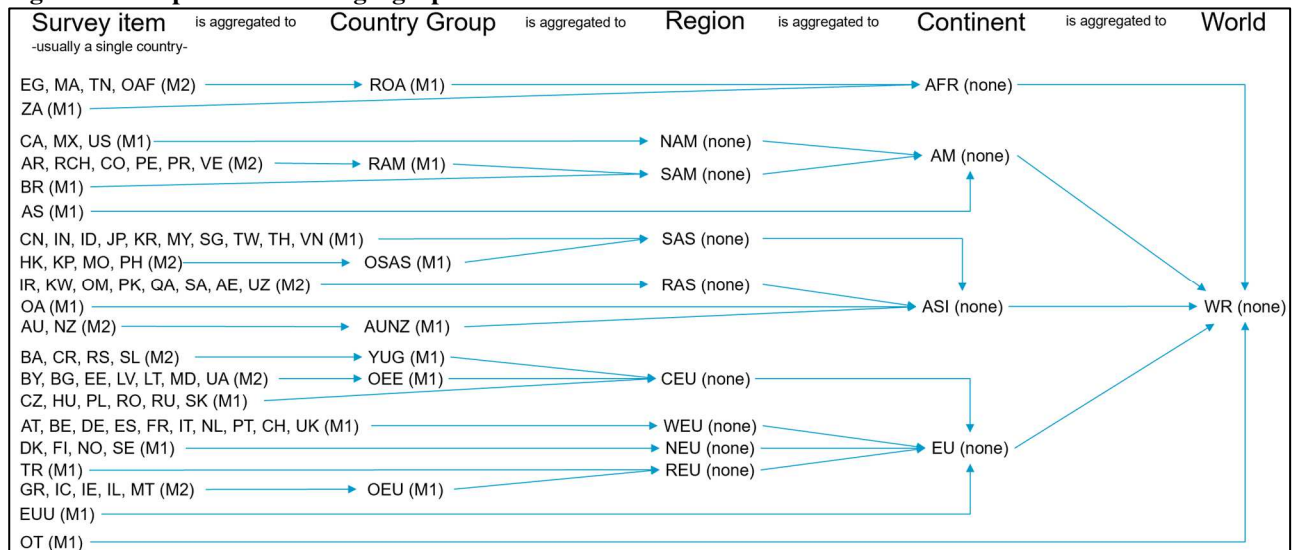 Survey item is aggregated to Country Group is aggregated to Region is aggregated to Continent is aggregated to World
-usually a single country-
EG, MA, TN, OAF (M2) ROA (M1) AFR (none)
ZA (M1)
CA, MX, US (M1) NAM (none)
AM (none)
AR, RCH, CO, PE, PR, VE (M2) RAM (M1)
SAM (none)
BR (M1)
AS (M1)
CN, IN, ID, JP, KR, MY, SG, TW, TH, VN (M1) SAS (none)
HK, KP, MO, PH (M2) OSAS (M1)
IR, KW, OM, PK, QA, SA, AE, UZ (M2) RAS (none)
OA (M1) ASI (none) WR (none)
AU, NZ (M2) AUNZ (M1)
BA, CR, RS, SL (M2) YUG (M1)
BY, BG, EE, LV, LT, MD, UA (M2) OEE (M1) CEU (none)
CZ, HU, PL, RO, RU, SK (M1)
AT, BE, DE, ES, FR, IT, NL, PT, CH, UK (M1) WEU (none)
DK, FI, NO, SE (M1) NEU (none) EU (none)
TR (M1) REU (none)
GR, IC, IE, IL, MT (M2) OEU (M1)
EUU (M1)
OT (M1)